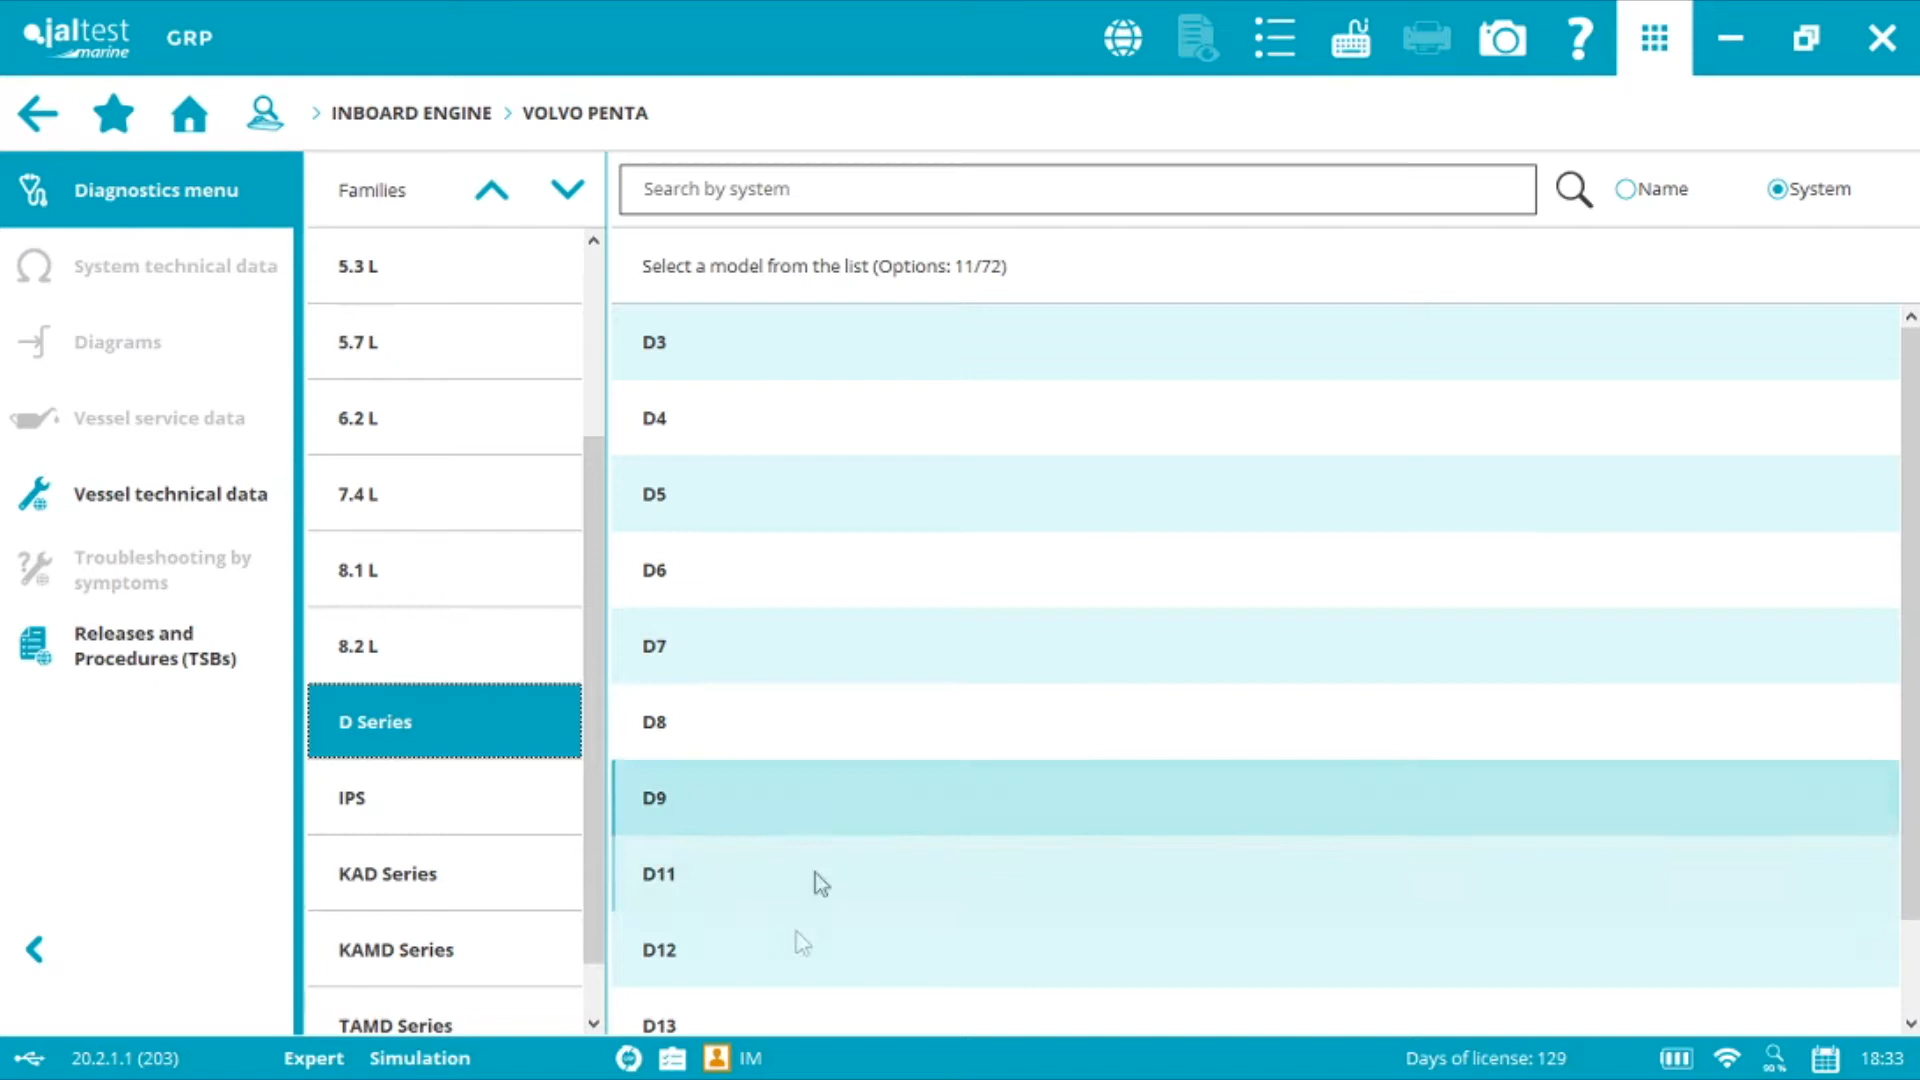 jaltest
marine
GRP
> INBOARD ENGINE > VOLVO PENTA
Diagnostics menu
System technical data
Diagrams
Vessel service data
Vessel technical data
Troubleshooting by
symptoms
Releases and
Procedures (TSBs)
Families
5.3 L
5.7 L
6.2 L
7.4 L
8.1 L
8.2 L
D Series
IPS
KAD Series
KAMD Series
TAMD Series
Search by system
Name
System
Select a model from the list (Options: 11/72)
D3
D4
D5
D6
D7
D8
D9
D11
D12
D13
20.2.1.1 (203)
Expert
Simulation
IM
Days of license: 129
90 %
18:33